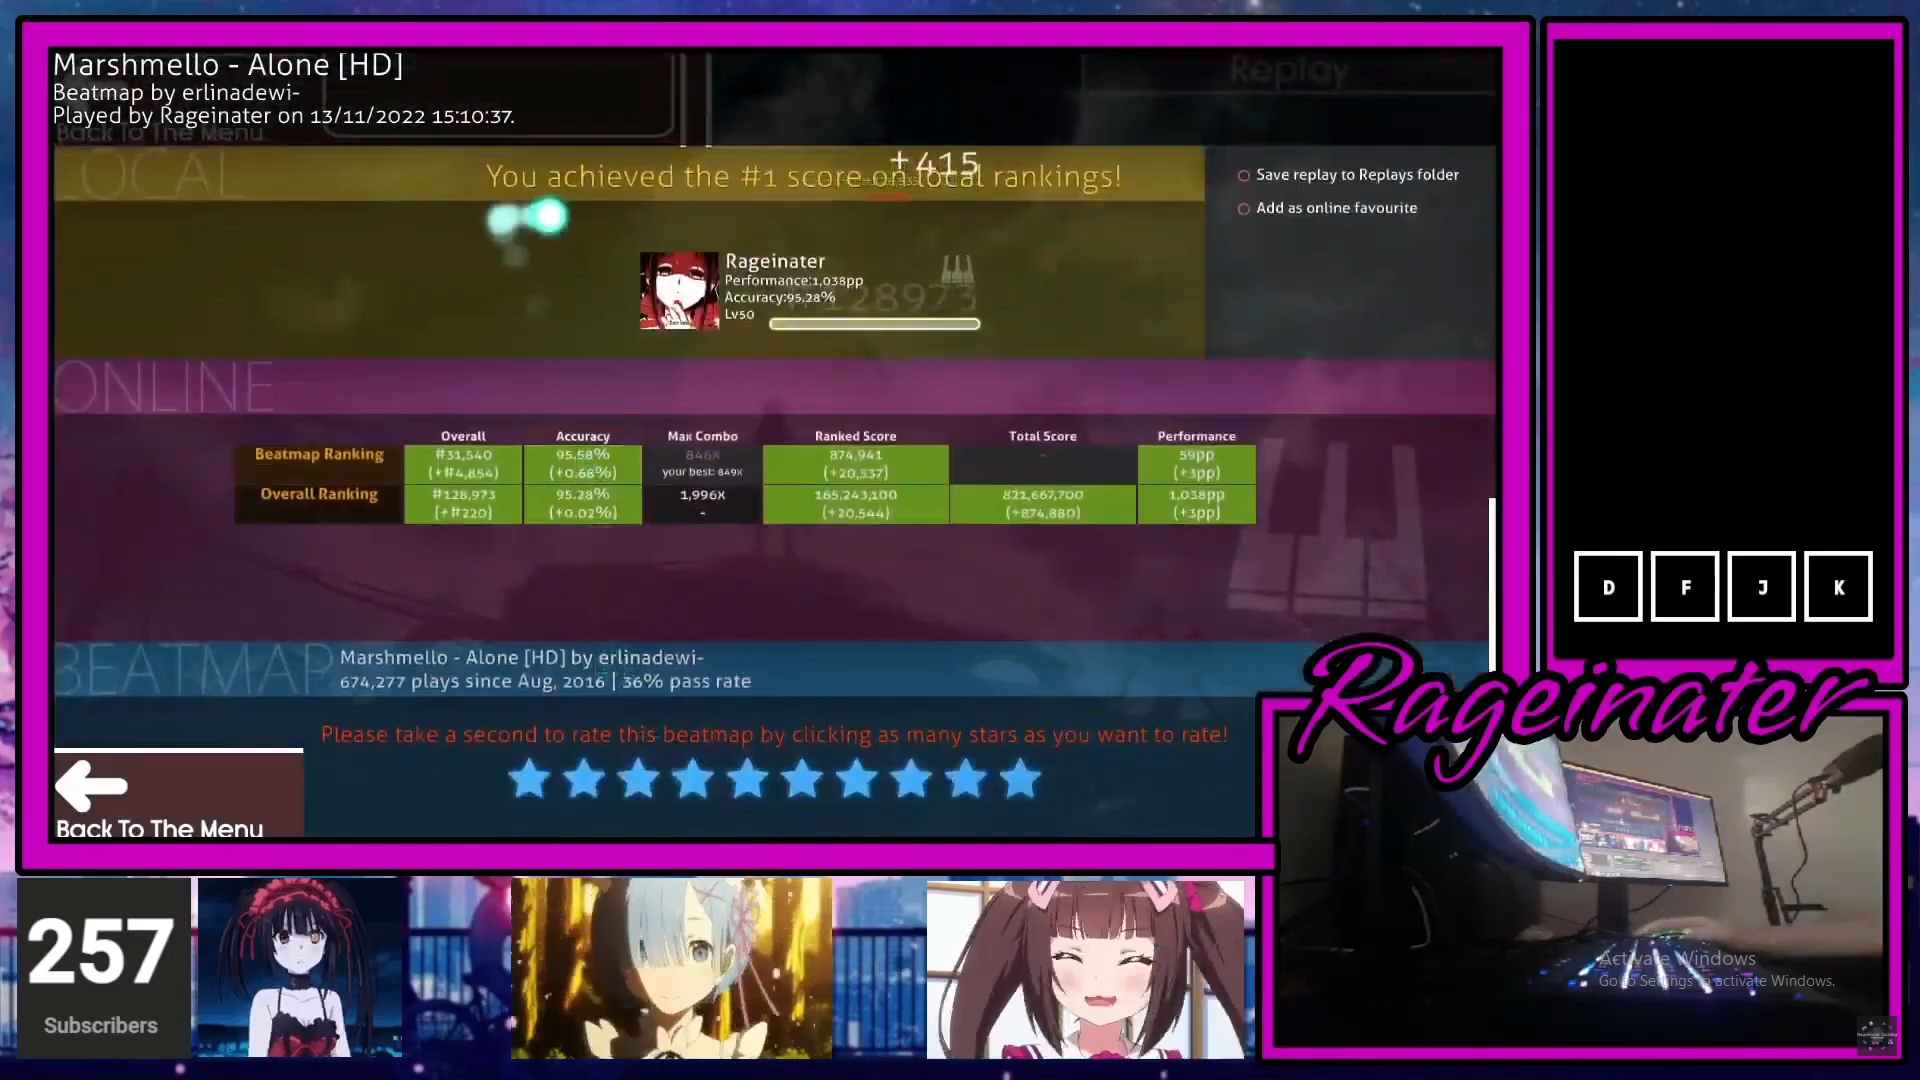 Marshmello - Alone [HD]
Beatmap by erlinadewi-
Played by Rageinater on 13/11/2022 15:10:37.
Replay
Back To The Menu
LOCAL
+415
You achieved the #1 score on local rankings!
Save replay to Replays folder
Add as online favourite
Rageinater
Performance:1,038pp
Accuracy:95.28%
Lv50
#128973
ONLINE
Overall Accuracy Max Combo Ranked Score Total Score Performance
Beatmap Ranking #31,540 95.58% 846x 874,941 - 59pp
(+#4,854) (+0.68%) your best: 849x (+20,537) (+3pp)
Overall Ranking #128,973 95.28% 1,996x 165,243,100 821,667,700 1,038pp
(+#220) (+0.02%) - (+20,544) (+874,880) (+3pp)
BEATMAP
Marshmello - Alone [HD] by erlinadewi-
674,277 plays since Aug, 2016 | 36% pass rate
Please take a second to rate this beatmap by clicking as many stars as you want to rate!
Back To The Menu
D F J K
Rageinater
257
Subscribers
Activate Windows
Go to Settings to activate Windows.